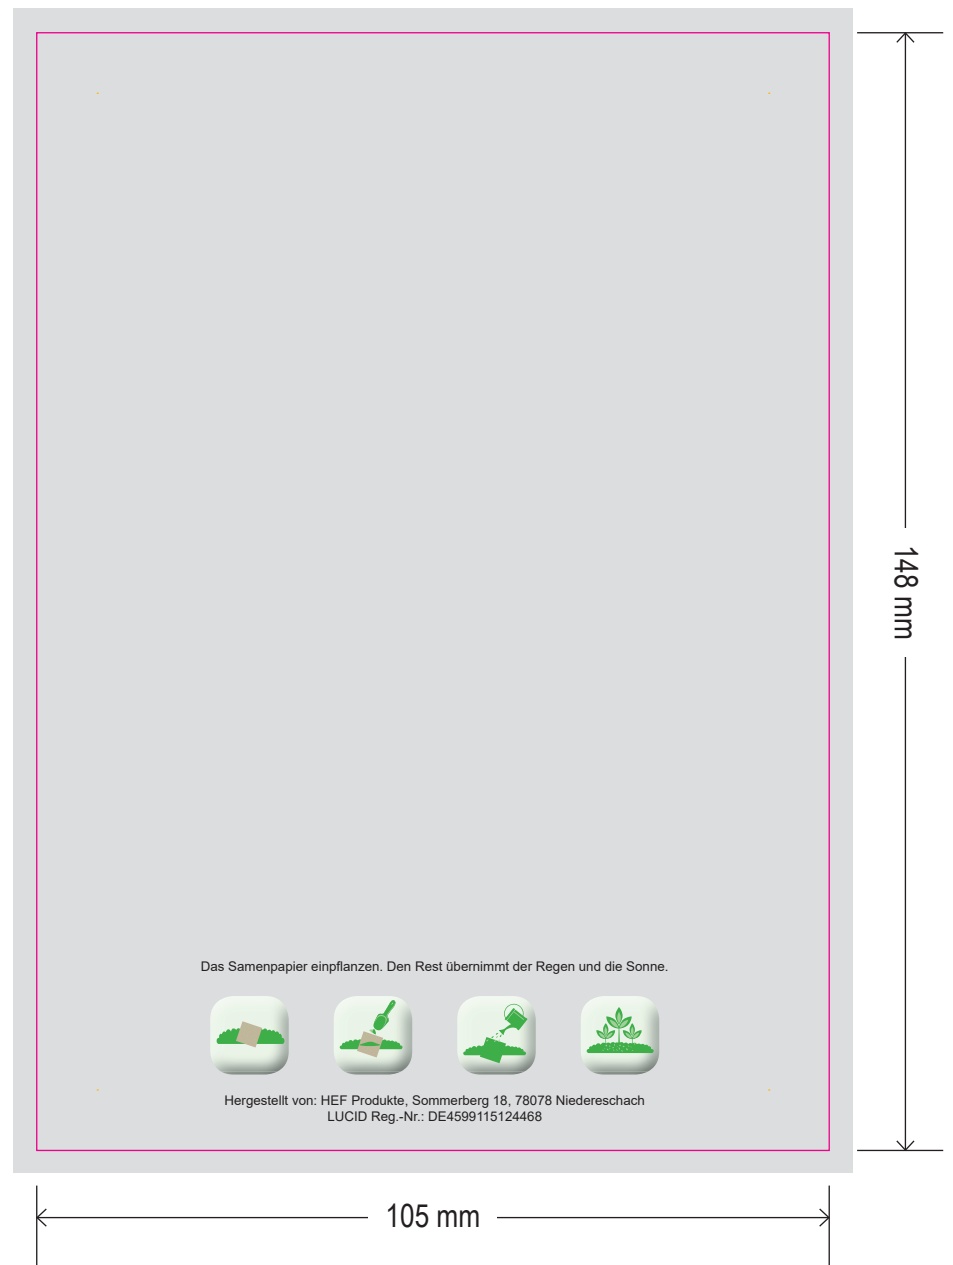 148 mm
Das Samenpapier einpflanzen. Den Rest übernimmt der Regen und die Sonne.
Hergestellt von: HEF Produkte, Sommerberg 18, 78078 Niedereschach
LUCID Reg.-Nr.: DE4599115124468
105 mm